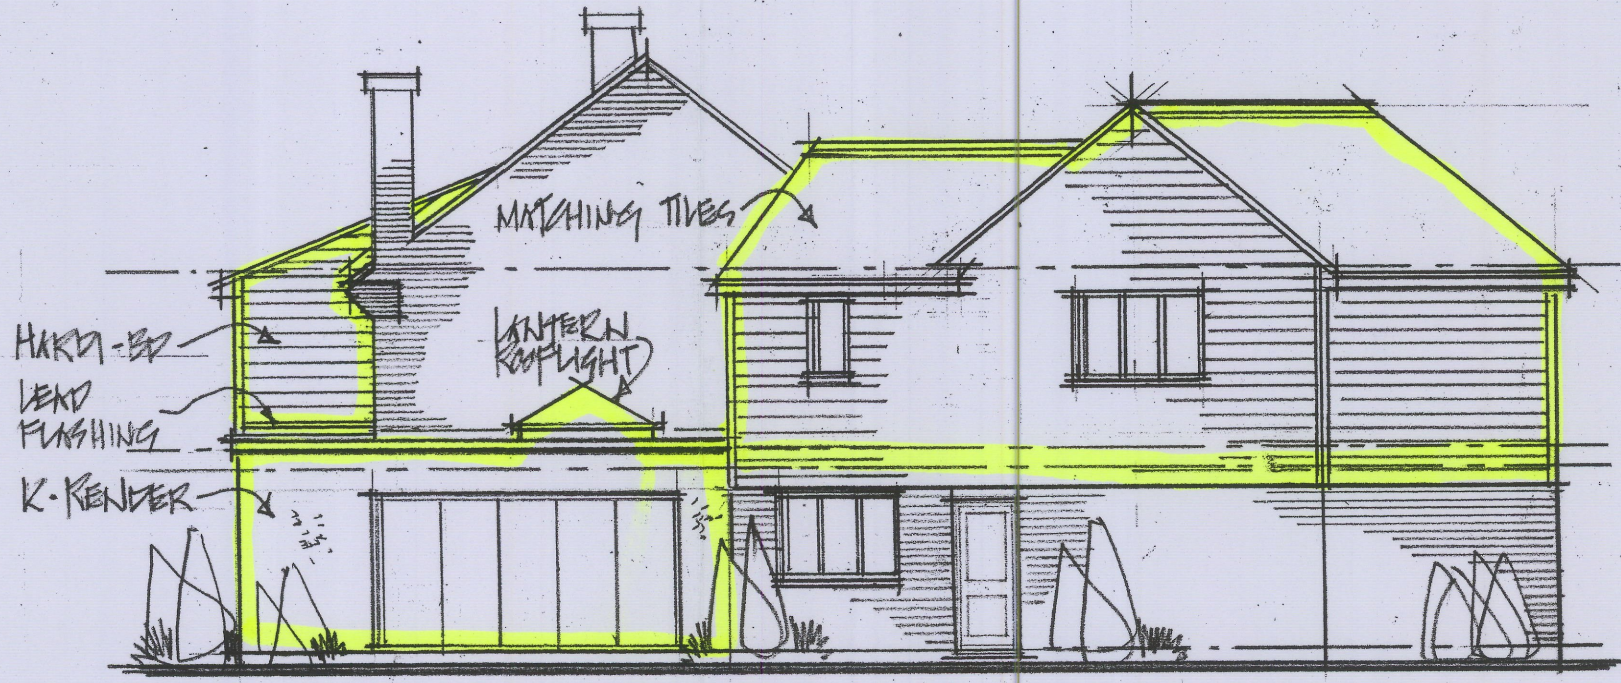 MATCHING TILES
LANTERN
ROOFLIGHT
HARDI-BD
LEAD
FLASHING
K-RENDER